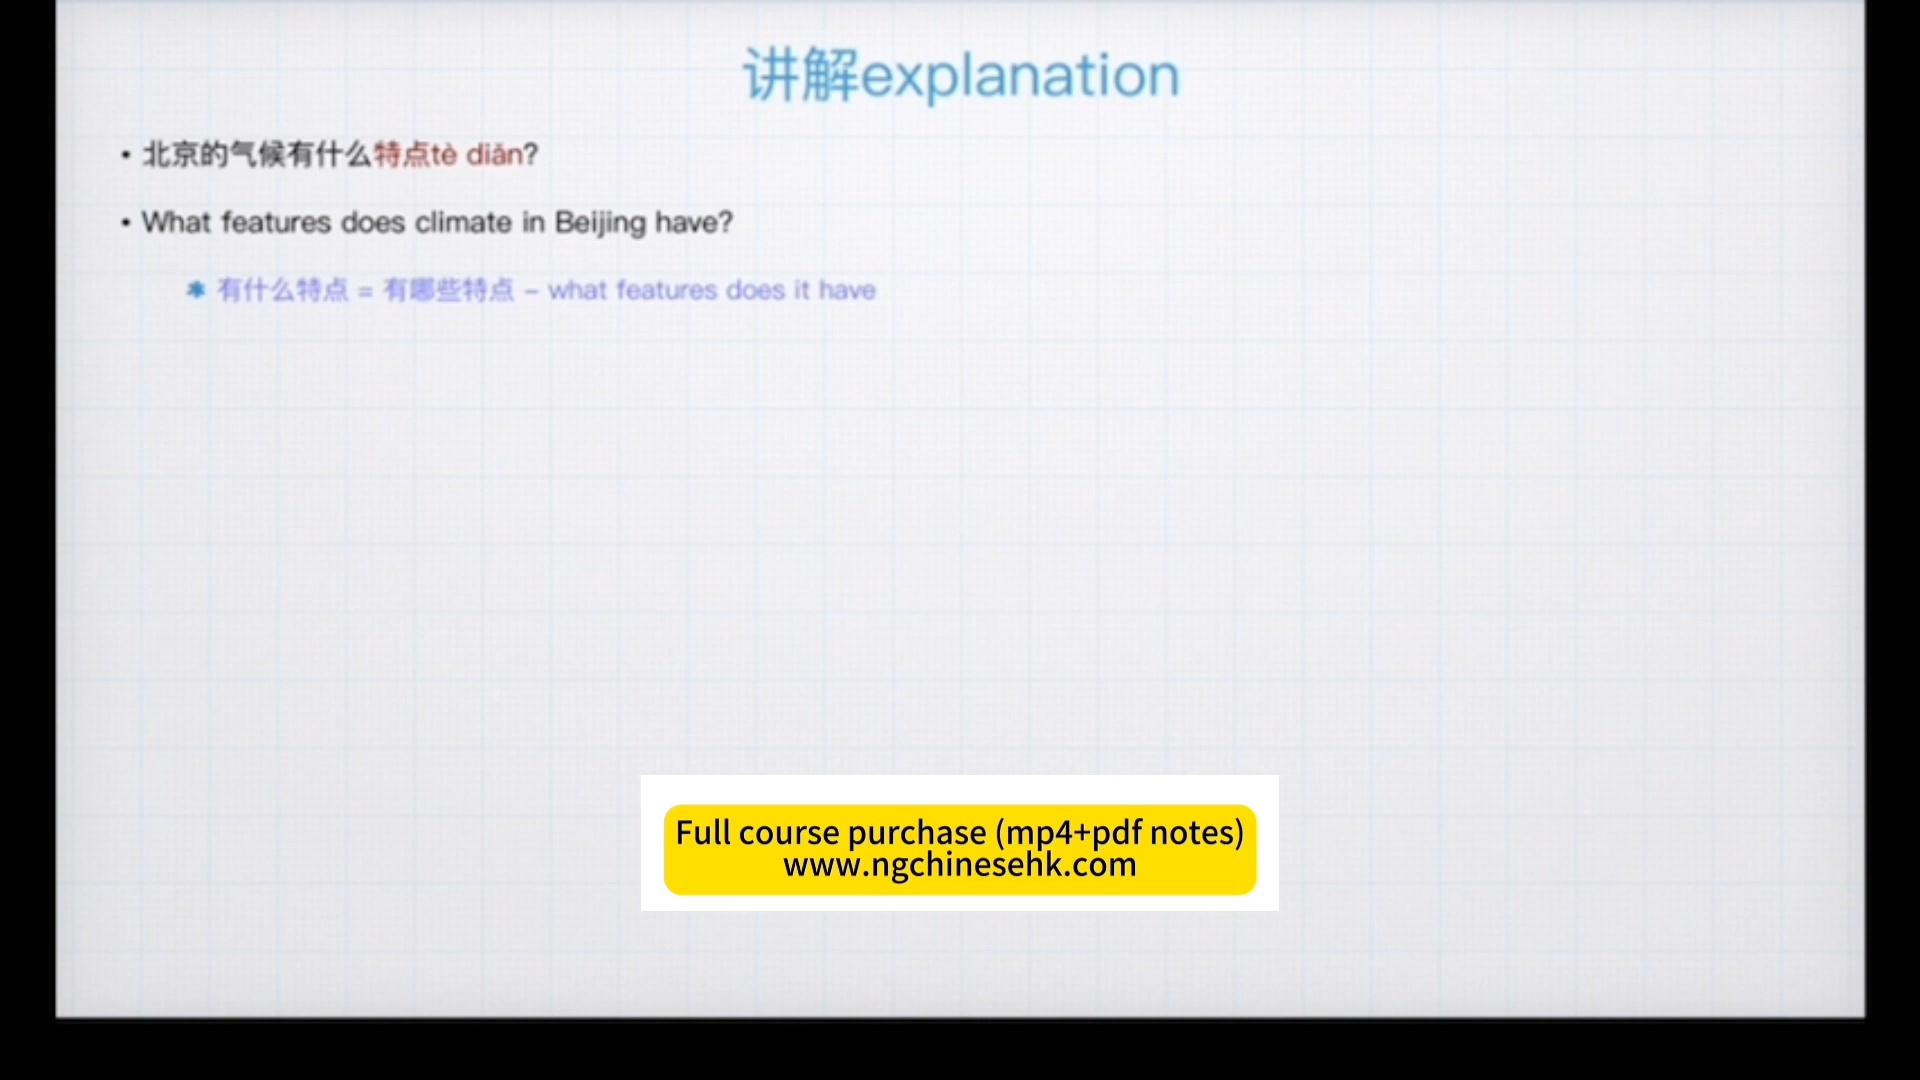 讲解explanation
• 北京的气候有什么特点tè diǎn?
• What features does climate in Beijing have?
✱ 有什么特点 = 有哪些特点 – what features does it have
Full course purchase (mp4+pdf notes)
www.ngchinesehk.com